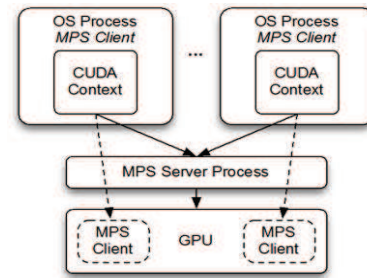 OS Process
MPS Client
CUDA
Context
...
OS Process
MPS Client
CUDA
Context
MPS Server Process
MPS
Client
GPU
MPS
Client